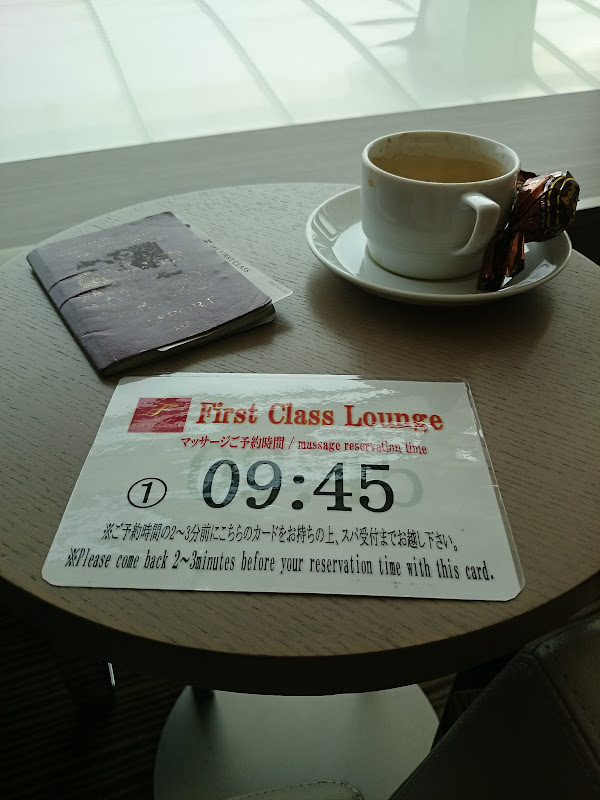 FIRST CLASS
First Class Lounge
マッサージご予約時間 / massage reservation time
① 09:45
※ご予約時間の2〜3分前にこちらのカードをお持ちの上、スパ受付までお越し下さい。
※Please come back 2~3minutes before your reservation time with this card.